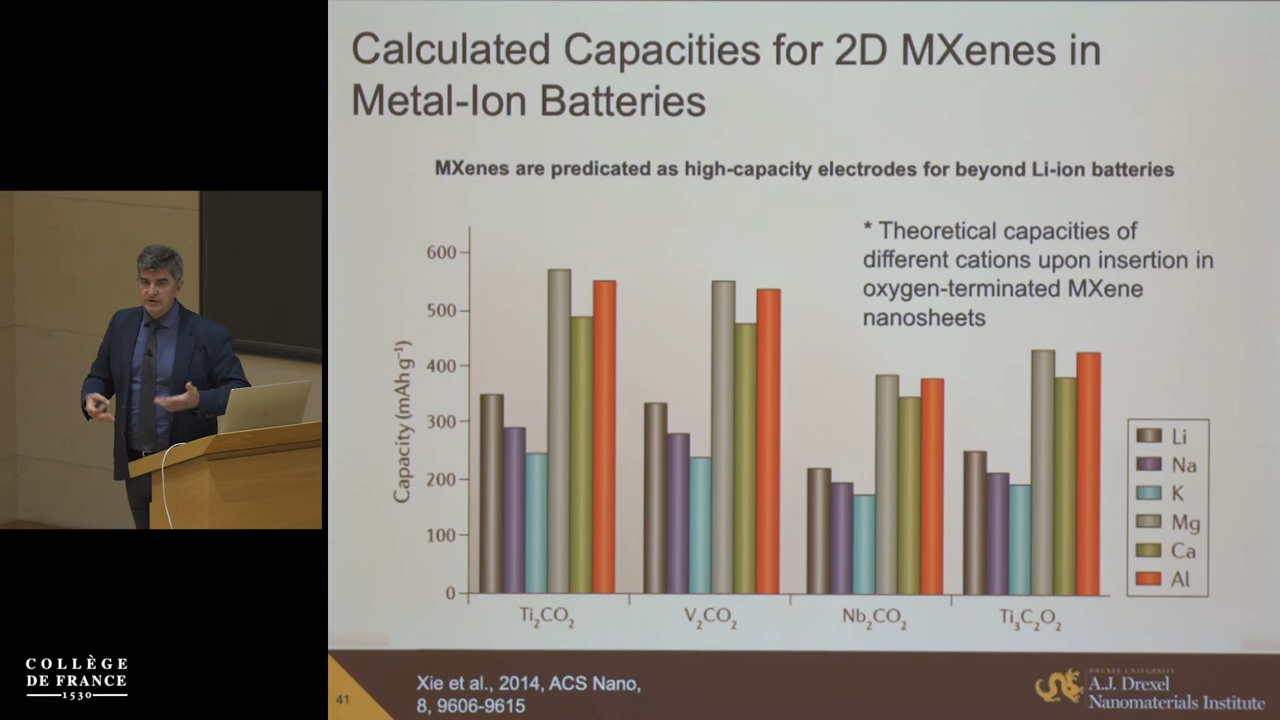 Calculated Capacities for 2D MXenes in
Metal-Ion Batteries
MXenes are predicated as high-capacity electrodes for beyond Li-ion batteries
* Theoretical capacities of
different cations upon insertion in
oxygen-terminated MXene
nanosheets
Capacity (mAh g⁻¹)
600
500
400
300
200
100
0
Ti₂CO₂
V₂CO₂
Nb₂CO₂
Ti₃C₂O₂
Li
Na
K
Mg
Ca
Al
COLLÈGE
DE FRANCE
1530
41
Xie et al., 2014, ACS Nano,
8, 9606-9615
DREXEL UNIVERSITY
A.J. Drexel
Nanomaterials Institute